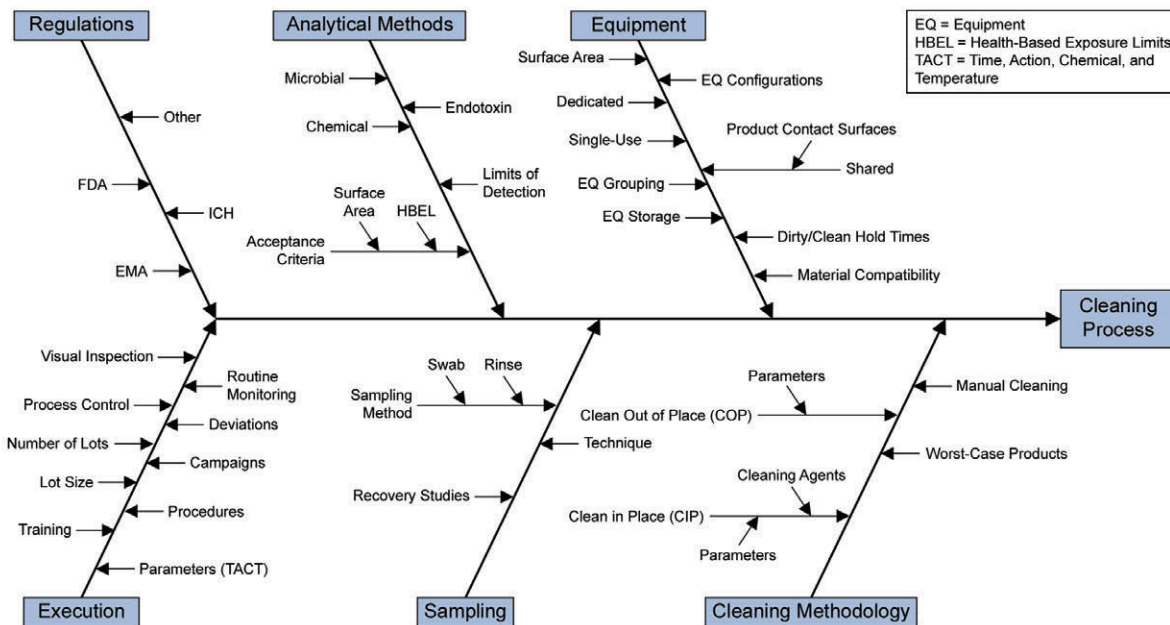 Regulations
Analytical Methods
Equipment
EQ = Equipment
HBEL = Health-Based Exposure Limits
TACT = Time, Action, Chemical, and
Temperature
Other
FDA
ICH
EMA
Microbial
Endotoxin
Chemical
Limits of
Detection
Surface
Area
HBEL
Acceptance
Criteria
Surface Area
EQ Configurations
Dedicated
Product Contact Surfaces
Single-Use
Shared
EQ Grouping
EQ Storage
Dirty/Clean Hold Times
Material Compatibility
Cleaning
Process
Visual Inspection
Routine
Monitoring
Process Control
Deviations
Number of Lots
Campaigns
Lot Size
Procedures
Training
Parameters (TACT)
Swab
Rinse
Sampling
Method
Technique
Recovery Studies
Parameters
Manual Cleaning
Clean Out of Place (COP)
Worst-Case Products
Cleaning Agents
Clean in Place (CIP)
Parameters
Execution
Sampling
Cleaning Methodology